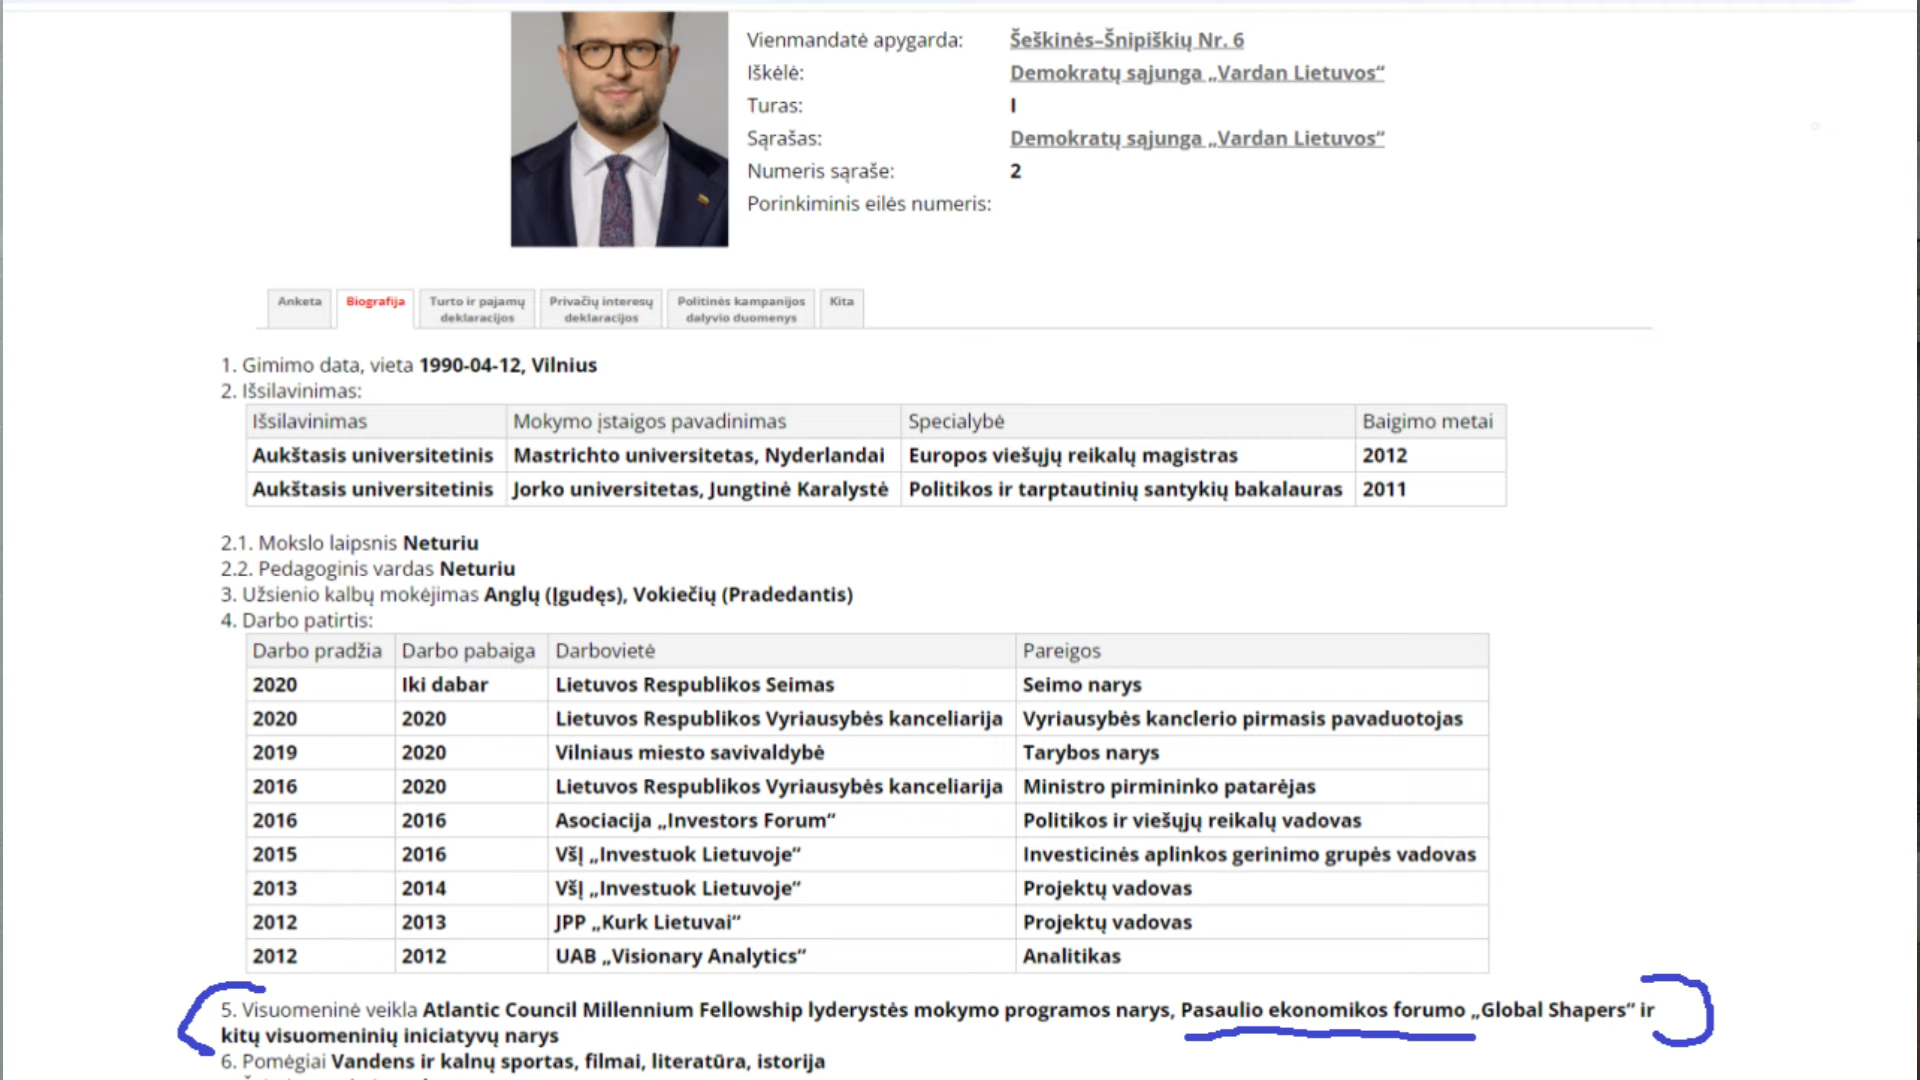 Vienmandatė apygarda: Šeškinės–Šnipiškių Nr. 6
Iškėlė: Demokratų sąjunga „Vardan Lietuvos“
Turas: I
Sąrašas: Demokratų sąjunga „Vardan Lietuvos“
Numeris sąraše: 2
Porinkiminis eilės numeris:
Anketa
Biografija
Turto ir pajamų
deklaracijos
Privačių interesų
deklaracijos
Politinės kampanijos
dalyvio duomenys
Kita
1. Gimimo data, vieta 1990-04-12, Vilnius
2. Išsilavinimas:
Išsilavinimas Mokymo įstaigos pavadinimas Specialybė Baigimo metai
Aukštasis universitetinis Mastrichto universitetas, Nyderlandai Europos viešųjų reikalų magistras 2012
Aukštasis universitetinis Jorko universitetas, Jungtinė Karalystė Politikos ir tarptautinių santykių bakalauras 2011
2.1. Mokslo laipsnis Neturiu
2.2. Pedagoginis vardas Neturiu
3. Užsienio kalbų mokėjimas Anglų (Įgudęs), Vokiečių (Pradedantis)
4. Darbo patirtis:
Darbo pradžia Darbo pabaiga Darbovietė Pareigos
2020 Iki dabar Lietuvos Respublikos Seimas Seimo narys
2020 2020 Lietuvos Respublikos Vyriausybės kanceliarija Vyriausybės kanclerio pirmasis pavaduotojas
2019 2020 Vilniaus miesto savivaldybė Tarybos narys
2016 2020 Lietuvos Respublikos Vyriausybės kanceliarija Ministro pirmininko patarėjas
2016 2016 Asociacija „Investors Forum“ Politikos ir viešųjų reikalų vadovas
2015 2016 VšĮ „Investuok Lietuvoje“ Investicinės aplinkos gerinimo grupės vadovas
2013 2014 VšĮ „Investuok Lietuvoje“ Projektų vadovas
2012 2013 JPP „Kurk Lietuvai“ Projektų vadovas
2012 2012 UAB „Visionary Analytics“ Analitikas
5. Visuomeninė veikla Atlantic Council Millennium Fellowship lyderystės mokymo programos narys, Pasaulio ekonomikos forumo „Global Shapers“ ir
kitų visuomeninių iniciatyvų narys
6. Pomėgiai Vandens ir kalnų sportas, filmai, literatūra, istorija